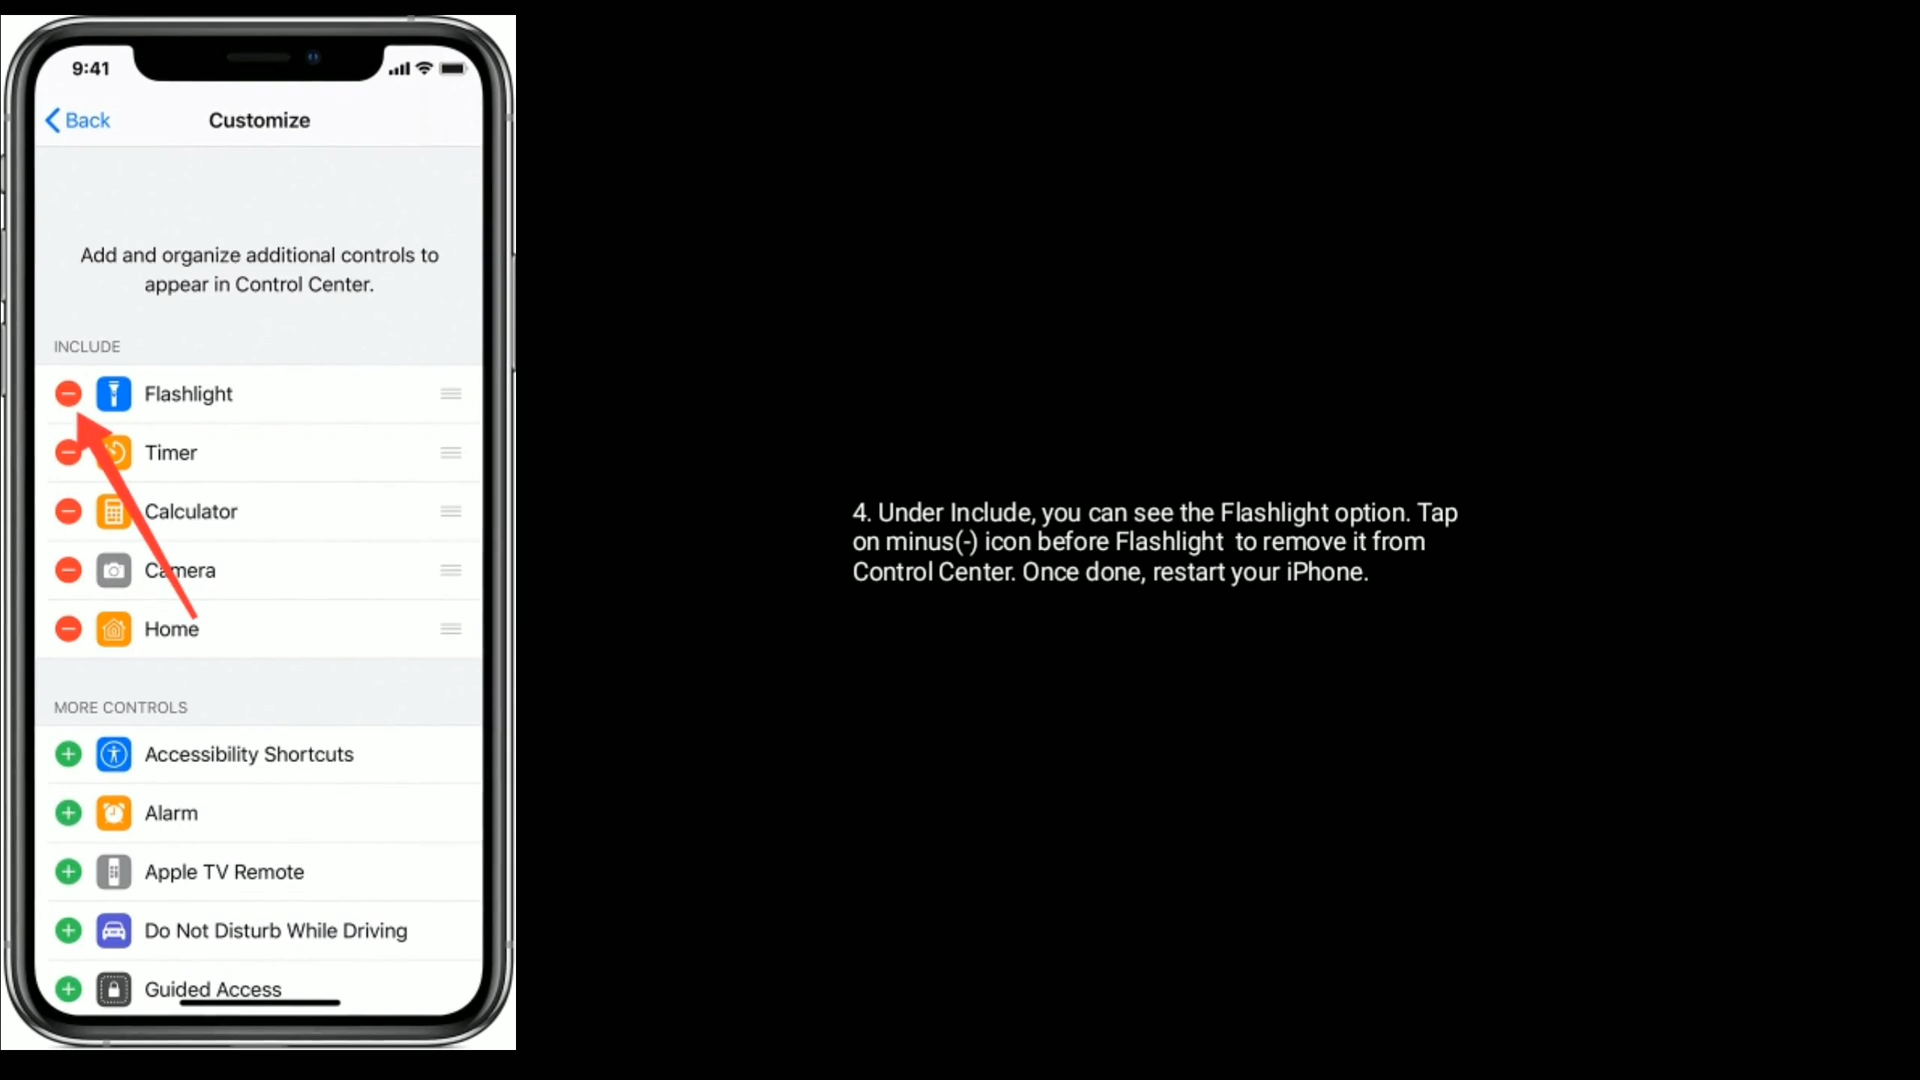 9:41
Back
Customize
Add and organize additional controls to
appear in Control Center.
INCLUDE
Flashlight
Timer
Calculator
Camera
Home
MORE CONTROLS
Accessibility Shortcuts
Alarm
Apple TV Remote
Do Not Disturb While Driving
Guided Access
4. Under Include, you can see the Flashlight option. Tap
on minus(-) icon before Flashlight  to remove it from
Control Center. Once done, restart your iPhone.